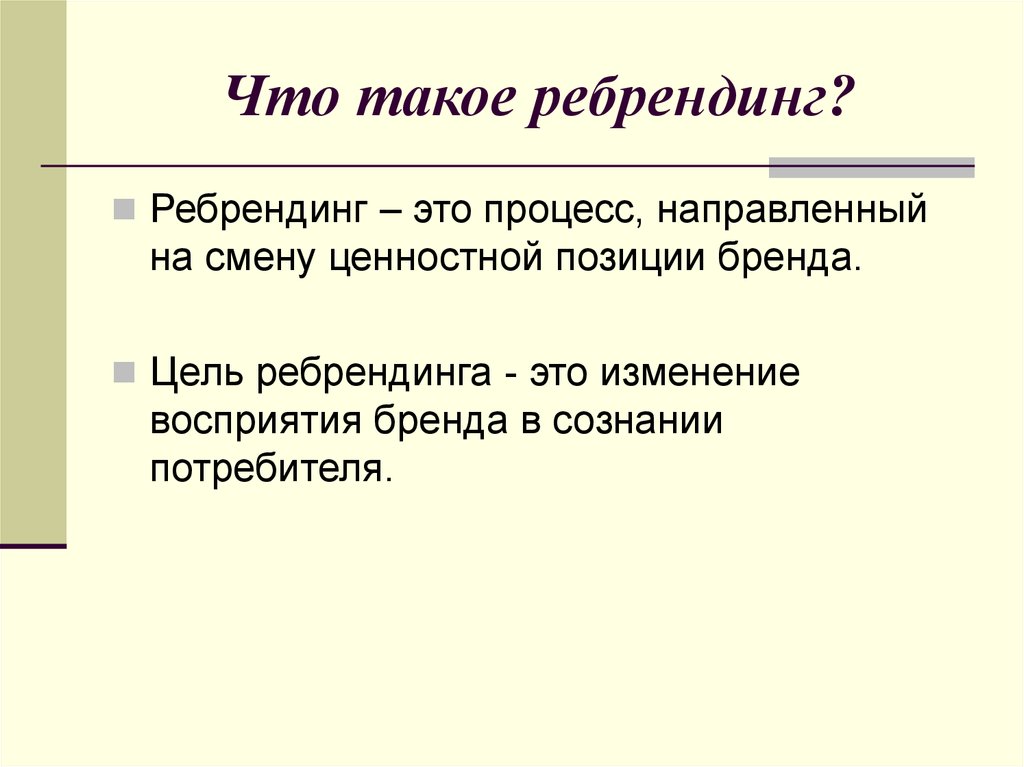 Что такое ребрендинг?
Ребрендинг – это процесс, направленный
на смену ценностной позиции бренда.
Цель ребрендинга - это изменение
восприятия бренда в сознании
потребителя.